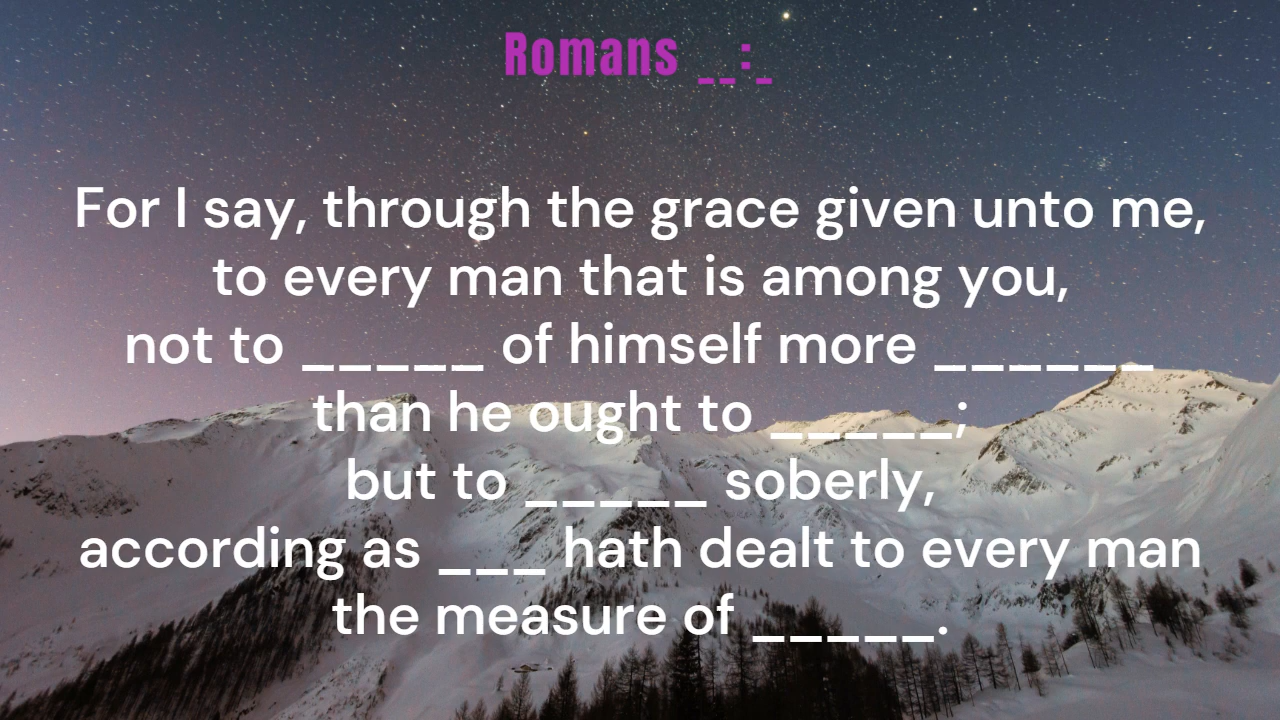 Romans __:_
For I say, through the grace given unto me,
to every man that is among you,
not to _____ of himself more ______
than he ought to _____;
but to _____ soberly,
according as ___ hath dealt to every man
the measure of _____.